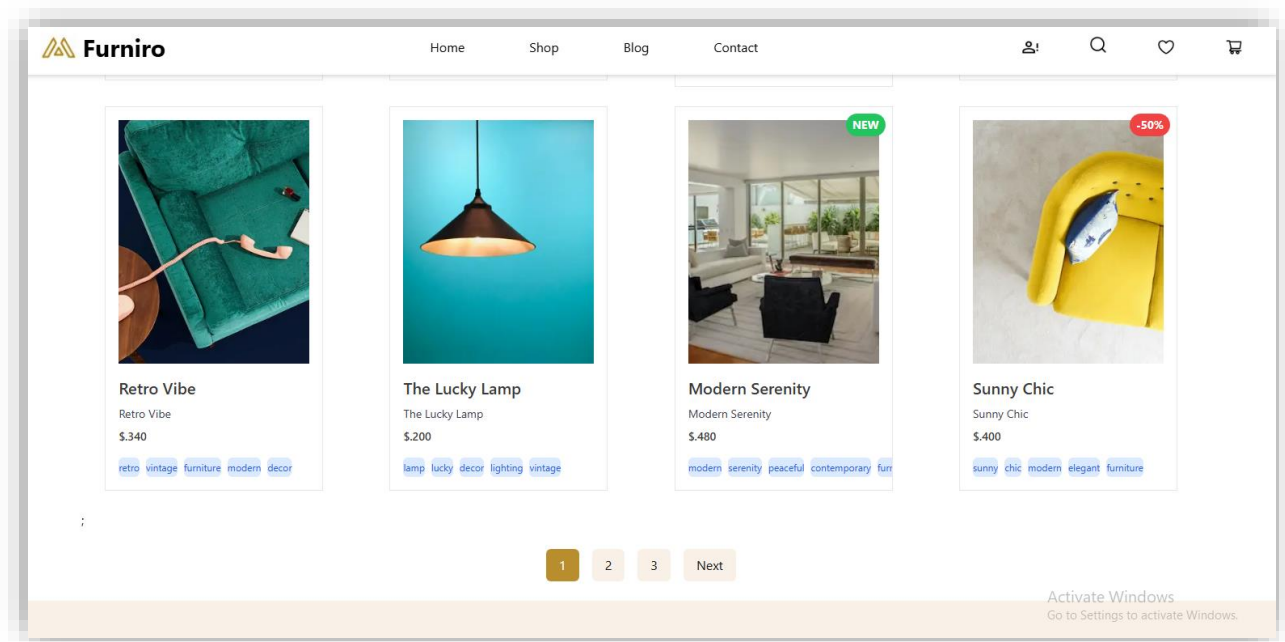 Furniro Home Shop Blog Contact
NEW -50%
Retro Vibe The Lucky Lamp Modern Serenity Sunny Chic
Retro Vibe The Lucky Lamp Modern Serenity Sunny Chic
$.340 $.200 $.480 $.400
retro vintage furniture modern decor lamp lucky decor lighting vintage modern serenity peaceful contemporary furr sunny chic modern elegant furniture
;
1 2 3 Next
Activate Windows
Go to Settings to activate Windows.